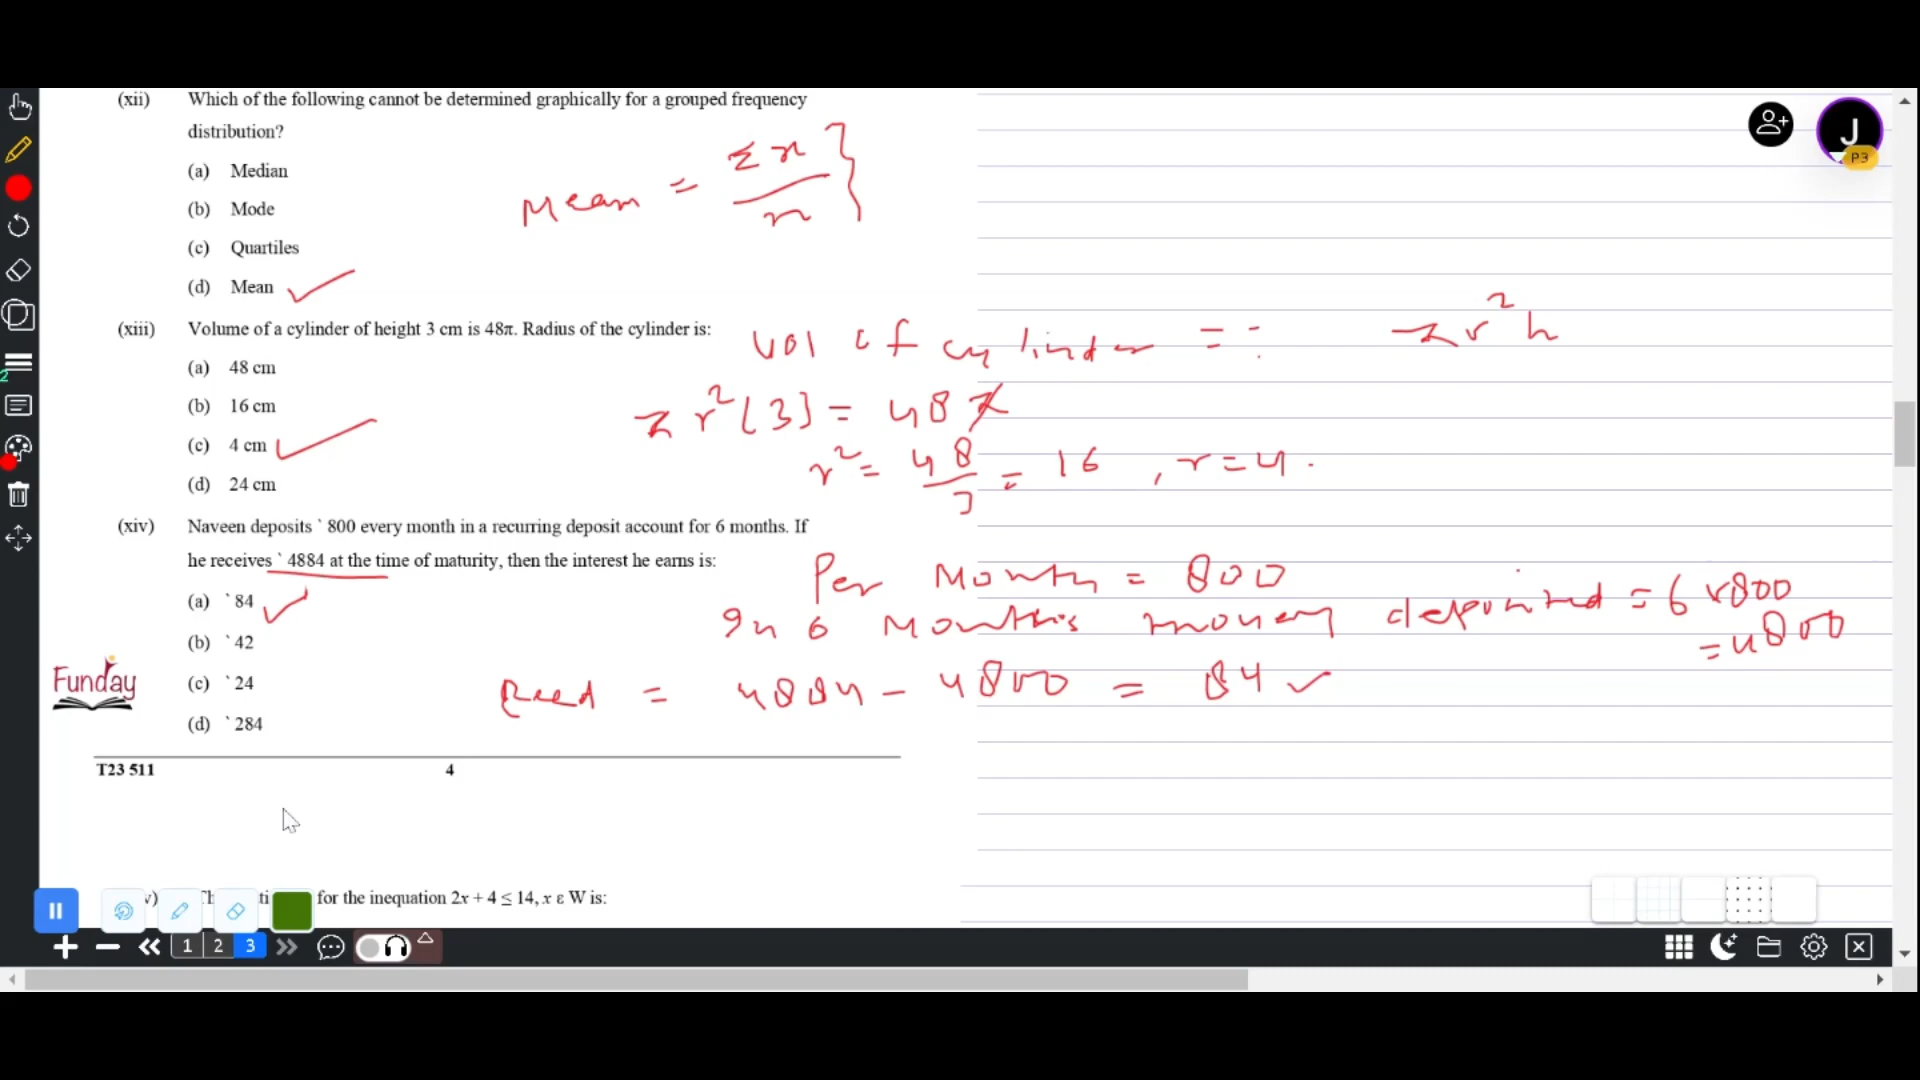 (xii) Which of the following cannot be determined graphically for a grouped frequency
distribution?
(a) Median
(b) Mode
(c) Quartiles
(d) Mean
Mean = Σx / n
(xiii) Volume of a cylinder of height 3 cm is 48π. Radius of the cylinder is:
(a) 48 cm
(b) 16 cm
(c) 4 cm
(d) 24 cm
vol of cylinder = πr²h
πr²(3) = 48π
r² = 48/3 = 16, r = 4.
(xiv) Naveen deposits ` 800 every month in a recurring deposit account for 6 months. If
he receives ` 4884 at the time of maturity, then the interest he earns is:
(a) ` 84
(b) ` 42
(c) ` 24
(d) ` 284
Per Month = 800
In 6 Months money deposited = 6 x 800
= 4800
= 4884 - 4800 = 84
Funday
T23 511 4
for the inequation 2x + 4 ≤ 14, x ε W is:
J
P3
2
1 2 3